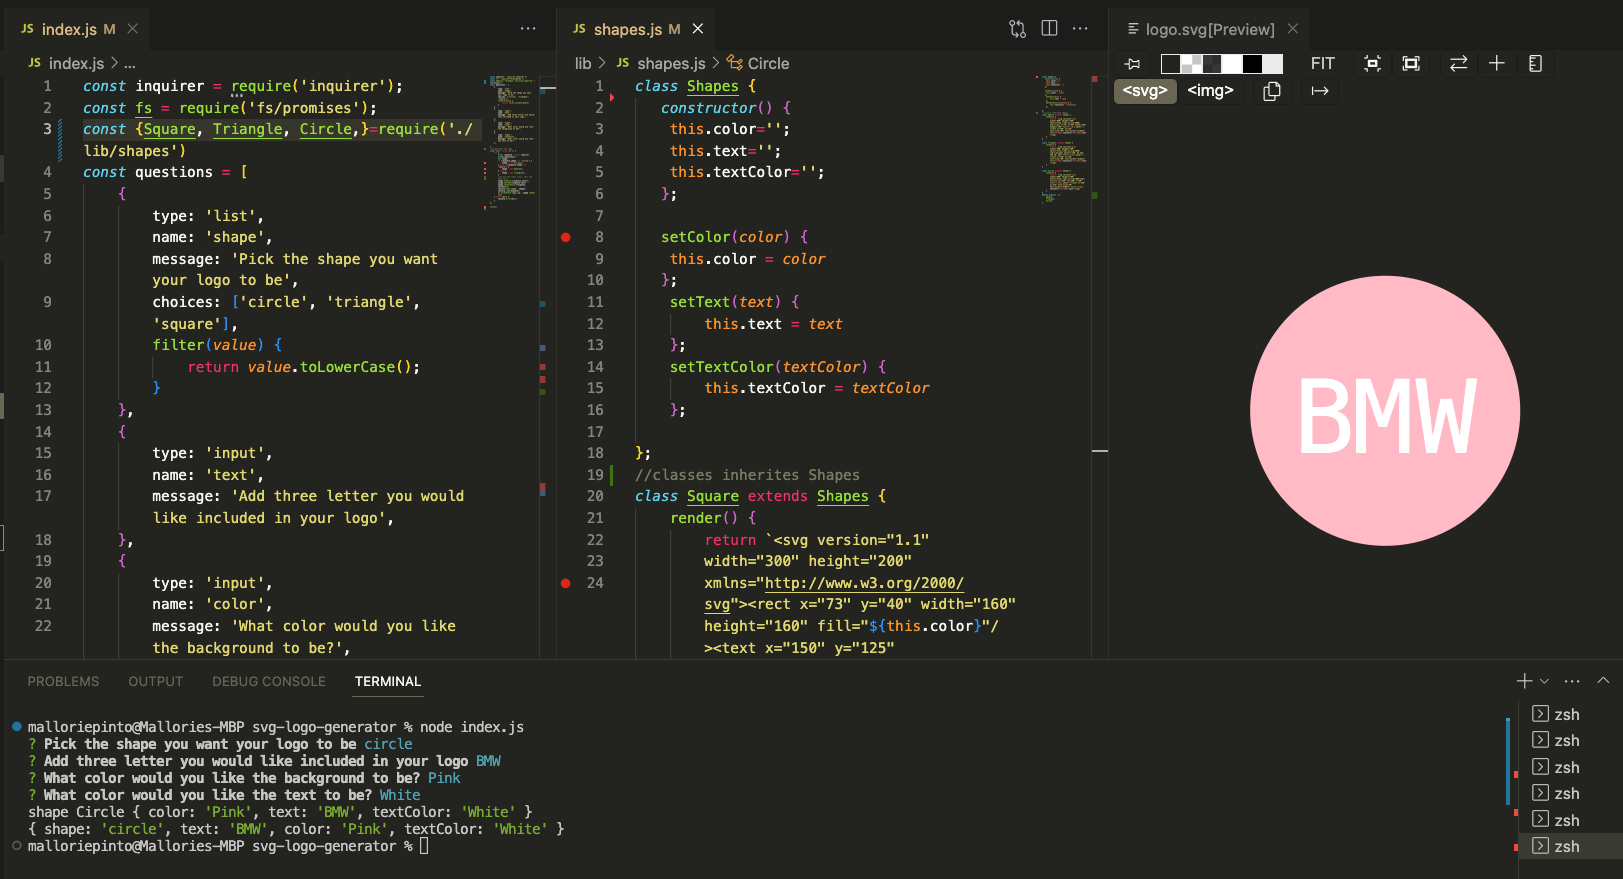 JS index.js M
1 const inquirer = require('inquirer');
2 const fs = require('fs/promises');
3 const {Square, Triangle, Circle,}=require('./
lib/shapes')
4 const questions = [
5 {
6 type: 'list',
7 name: 'shape',
8 message: 'Pick the shape you want
your logo to be',
9 choices: ['circle', 'triangle',
'square'],
10 filter(value) {
11 return value.toLowerCase();
12 }
13 },
14 {
15 type: 'input',
16 name: 'text',
17 message: 'Add three letter you would
like included in your logo',
18 },
19 {
20 type: 'input',
21 name: 'color',
22 message: 'What color would you like
the background to be?',
JS index.js > ...
JS shapes.js M
lib > JS shapes.js > Circle
1 class Shapes {
2 constructor() {
3 this.color='';
4 this.text='';
5 this.textColor='';
6 };
7
8 setColor(color) {
9 this.color = color
10 };
11 setText(text) {
12 this.text = text
13 };
14 setTextColor(textColor) {
15 this.textColor = textColor
16 };
17
18 };
19 //classes inherites Shapes
20 class Square extends Shapes {
21 render() {
22 return `<svg version="1.1"
23 width="300" height="200"
24 xmlns="http://www.w3.org/2000/
svg"><rect x="73" y="40" width="160"
height="160" fill="${this.color}"/
><text x="150" y="125"
logo.svg[Preview]
FIT
<svg> <img>
BMW
PROBLEMS OUTPUT DEBUG CONSOLE TERMINAL
malloriepinto@Mallories-MBP svg-logo-generator % node index.js
? Pick the shape you want your logo to be circle
? Add three letter you would like included in your logo BMW
? What color would you like the background to be? Pink
? What color would you like the text to be? White
shape Circle { color: 'Pink', text: 'BMW', textColor: 'White' }
{ shape: 'circle', text: 'BMW', color: 'Pink', textColor: 'White' }
malloriepinto@Mallories-MBP svg-logo-generator %
zsh
zsh
zsh
zsh
zsh
zsh